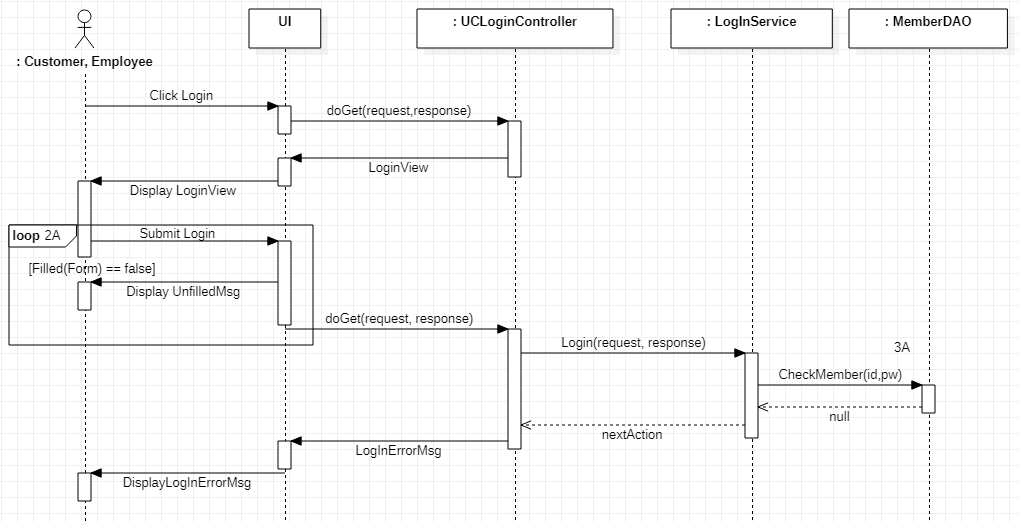 UI
: UCLoginController
: LogInService
: MemberDAO
: Customer, Employee
Click Login
doGet(request,response)
LoginView
Display LoginView
loop 2A
Submit Login
[Filled(Form) == false]
Display UnfilledMsg
doGet(request, response)
Login(request, response)
3A
CheckMember(id,pw)
null
nextAction
LogInErrorMsg
DisplayLogInErrorMsg